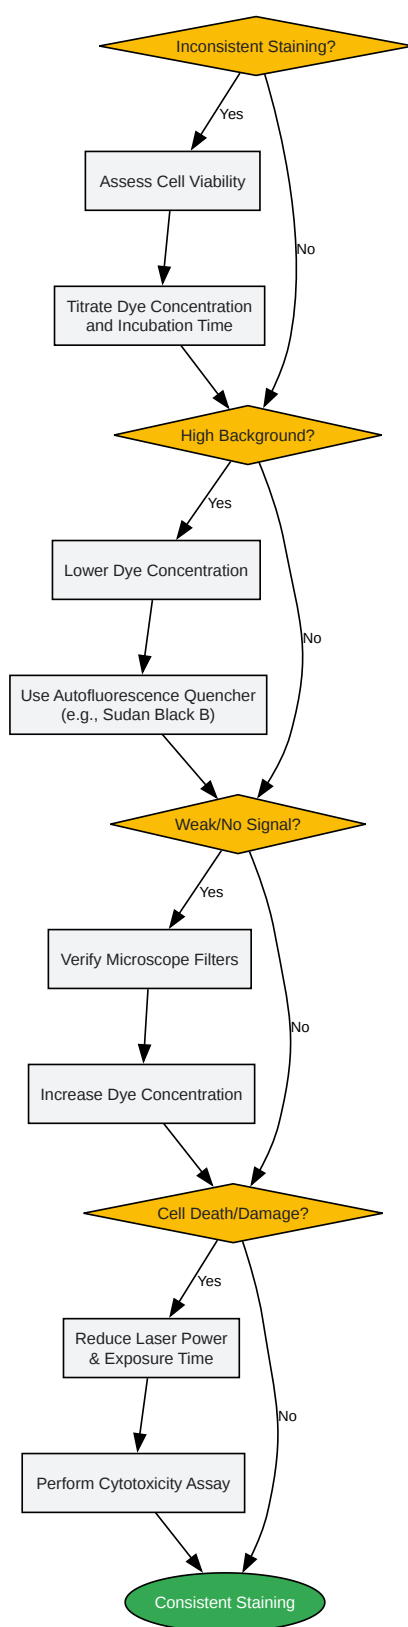 Inconsistent Staining?
Yes
Assess Cell Viability
No
Titrate Dye Concentration
and Incubation Time
High Background?
Yes
Lower Dye Concentration
No
Use Autofluorescence Quencher
(e.g., Sudan Black B)
Weak/No Signal?
Yes
Verify Microscope Filters
No
Increase Dye Concentration
Cell Death/Damage?
Yes
Reduce Laser Power
& Exposure Time
No
Perform Cytotoxicity Assay
Consistent Staining